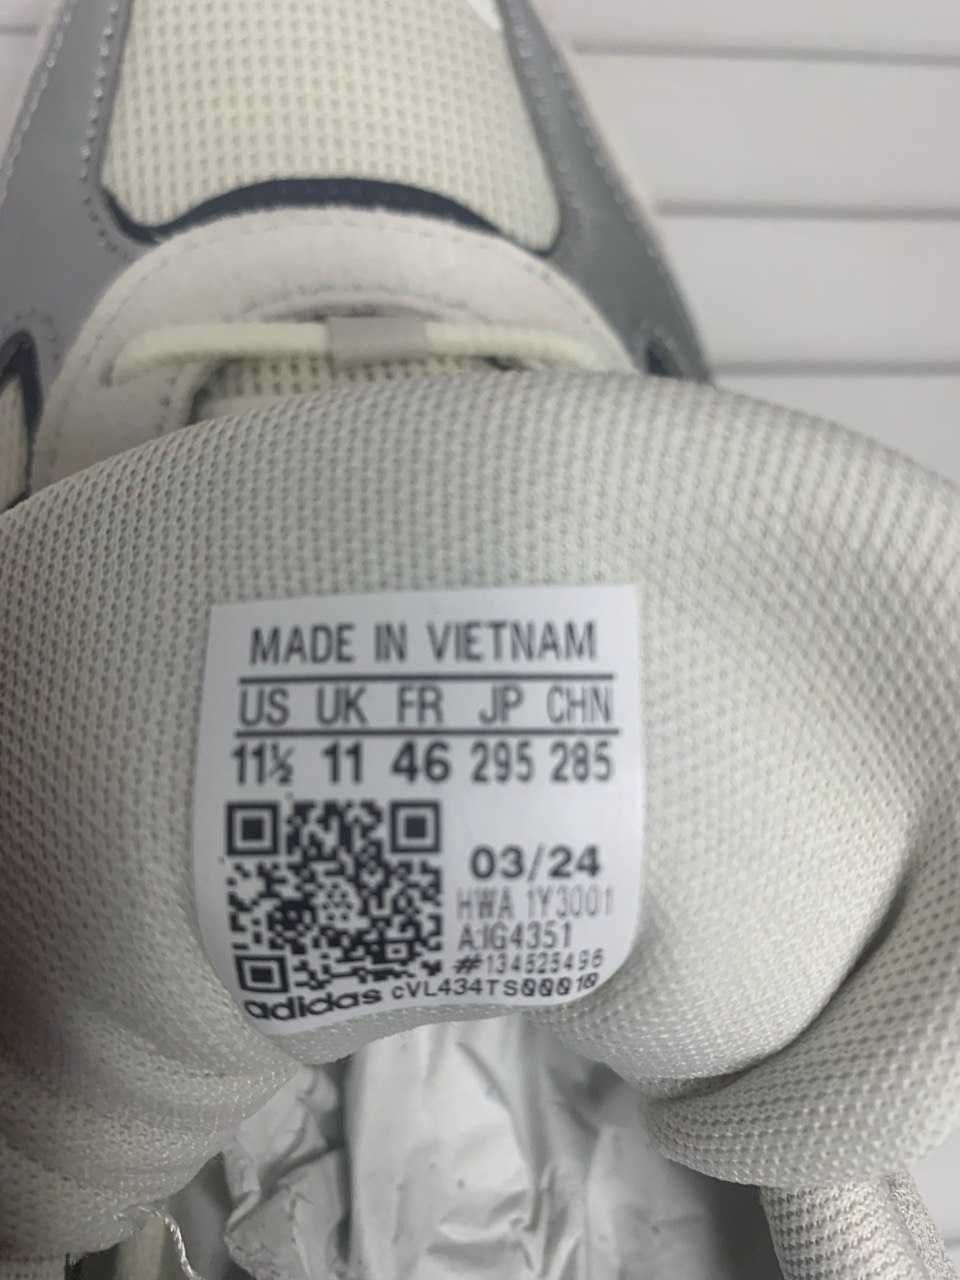 MADE IN VIETNAM
US UK FR JP CHN
11½ 11 46 295 285
03/24
HWA 1Y3001
A:IG4351
#134525496
adidas cVL434TS00010